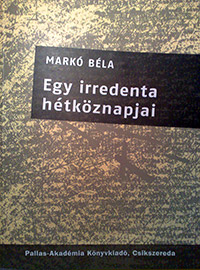 MARKÓ BÉLA
Egy irredenta
hétköznapjai
Pallas-Akadémia Könyvkiadó, Csíkszereda